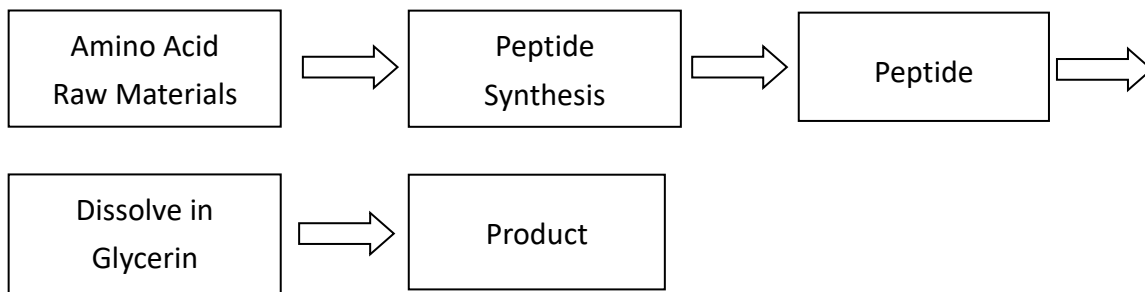 Amino Acid
Raw Materials
Peptide
Synthesis
Peptide
Dissolve in
Glycerin
Product